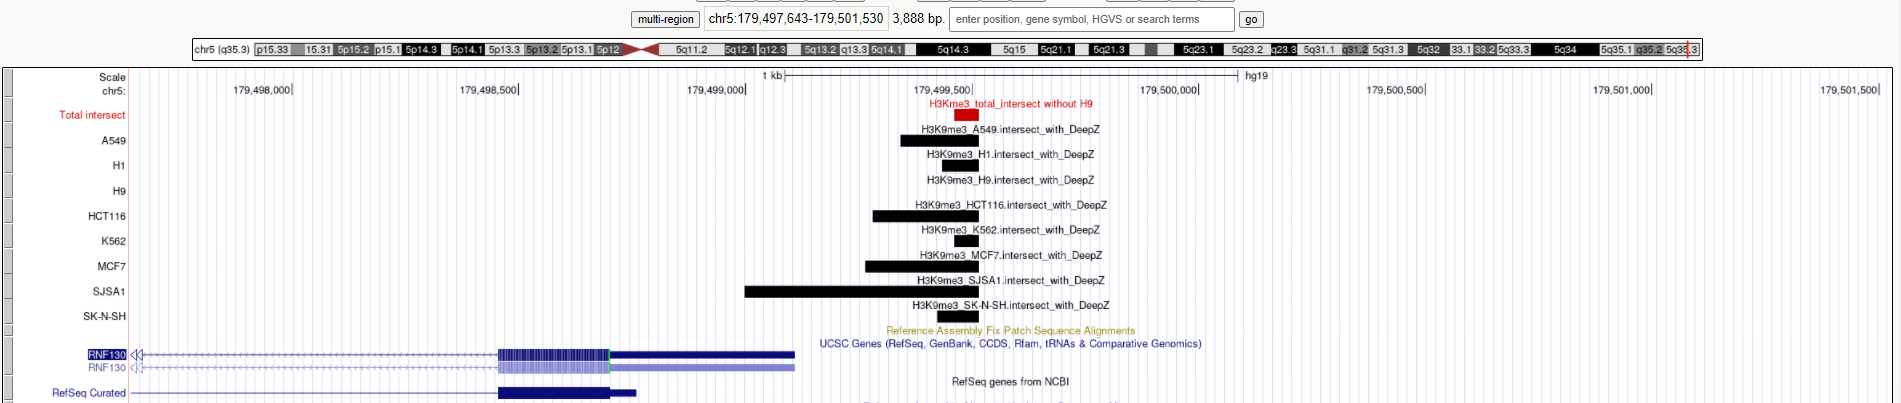 multi-region chr5:179,497,643-179,501,530 3,888 bp. enter position, gene symbol, HGVS or search terms go
chr5 (q35.3) p15.33 15.31 5p15.2 p15.1 5p14.3 5p14.1 5p13.3 5p13.2 5p13.1 5p12 5q11.2 5q12.1 q12.3 5q13.2 q13.3 5q14.1 5q14.3 5q15 5q21.1 5q21.3 5q23.1 5q23.2 q23.3 5q31.1 q31.2 5q31.3 5q32 33.1 33.2 5q33.3 5q34 5q35.1 q35.2 5q35.3
Scale 1 kb hg19
chr5: 179,498,000 179,498,500 179,499,000 179,499,500 179,500,000 179,500,500 179,501,000 179,501,500
H3Kme3_total_intersect without H9
Total intersect
H3K9me3_A549.intersect_with_DeepZ
A549
H3K9me3_H1.intersect_with_DeepZ
H1
H3K9me3_H9.intersect_with_DeepZ
H9
H3K9me3_HCT116.intersect_with_DeepZ
HCT116
H3K9me3_K562.intersect_with_DeepZ
K562
H3K9me3_MCF7.intersect_with_DeepZ
MCF7
H3K9me3_SJSA1.intersect_with_DeepZ
SJSA1
H3K9me3_SK-N-SH.intersect_with_DeepZ
SK-N-SH
Reference Assembly Fix Patch Sequence Alignments
UCSC Genes (RefSeq, GenBank, CCDS, Rfam, tRNAs & Comparative Genomics)
RNF130
RNF130
RefSeq genes from NCBI
RefSeq Curated